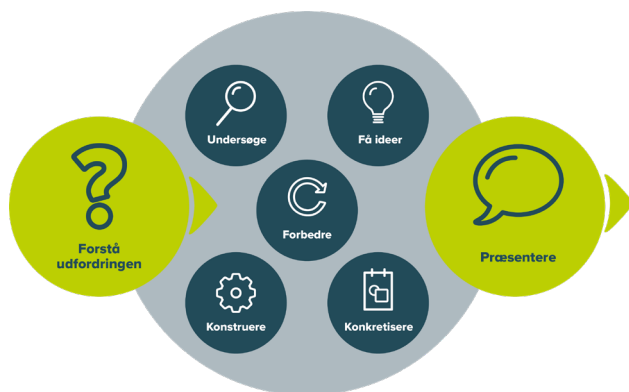 Undersøge
Få ideer
Forstå
udfordringen
Forbedre
Præsentere
Konstruere
Konkretisere